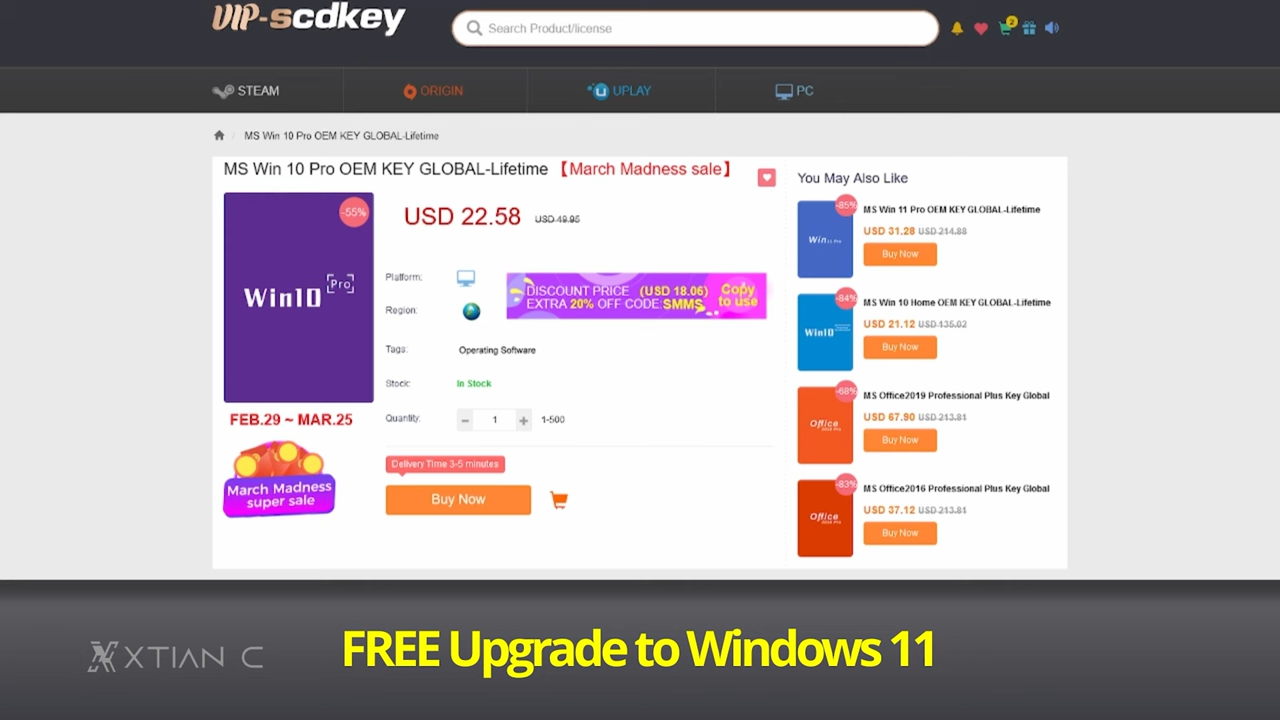 VIP-scdkey
Search Product/license
2
STEAM
ORIGIN
UPLAY
PC
MS Win 10 Pro OEM KEY GLOBAL-Lifetime
MS Win 10 Pro OEM KEY GLOBAL-Lifetime 【March Madness sale】
-55%
Win10 Pro
USD 22.58 USD 49.95
Platform:
Region:
DISCOUNT PRICE (USD 18.06)
EXTRA 20% OFF CODE:SMMS
Copy
to use
Tags: Operating Software
Stock: In Stock
Quantity: - 1 + 1-500
FEB.29 ~ MAR.25
March Madness
super sale
Delivery Time 3-5 minutes
Buy Now
You May Also Like
-85%
Win 11 Pro
MS Win 11 Pro OEM KEY GLOBAL-Lifetime
USD 31.28 USD 214.88
Buy Now
-84%
Win10
MS Win 10 Home OEM KEY GLOBAL-Lifetime
USD 21.12 USD 135.02
Buy Now
-68%
Office
MS Office2019 Professional Plus Key Global
USD 67.90 USD 213.81
Buy Now
-83%
Office
MS Office2016 Professional Plus Key Global
USD 37.12 USD 213.81
Buy Now
XTIAN C
FREE Upgrade to Windows 11